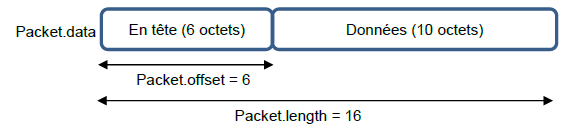 Packet.data En tête (6 octets) Données (10 octets)
Packet.offset = 6
Packet.length = 16